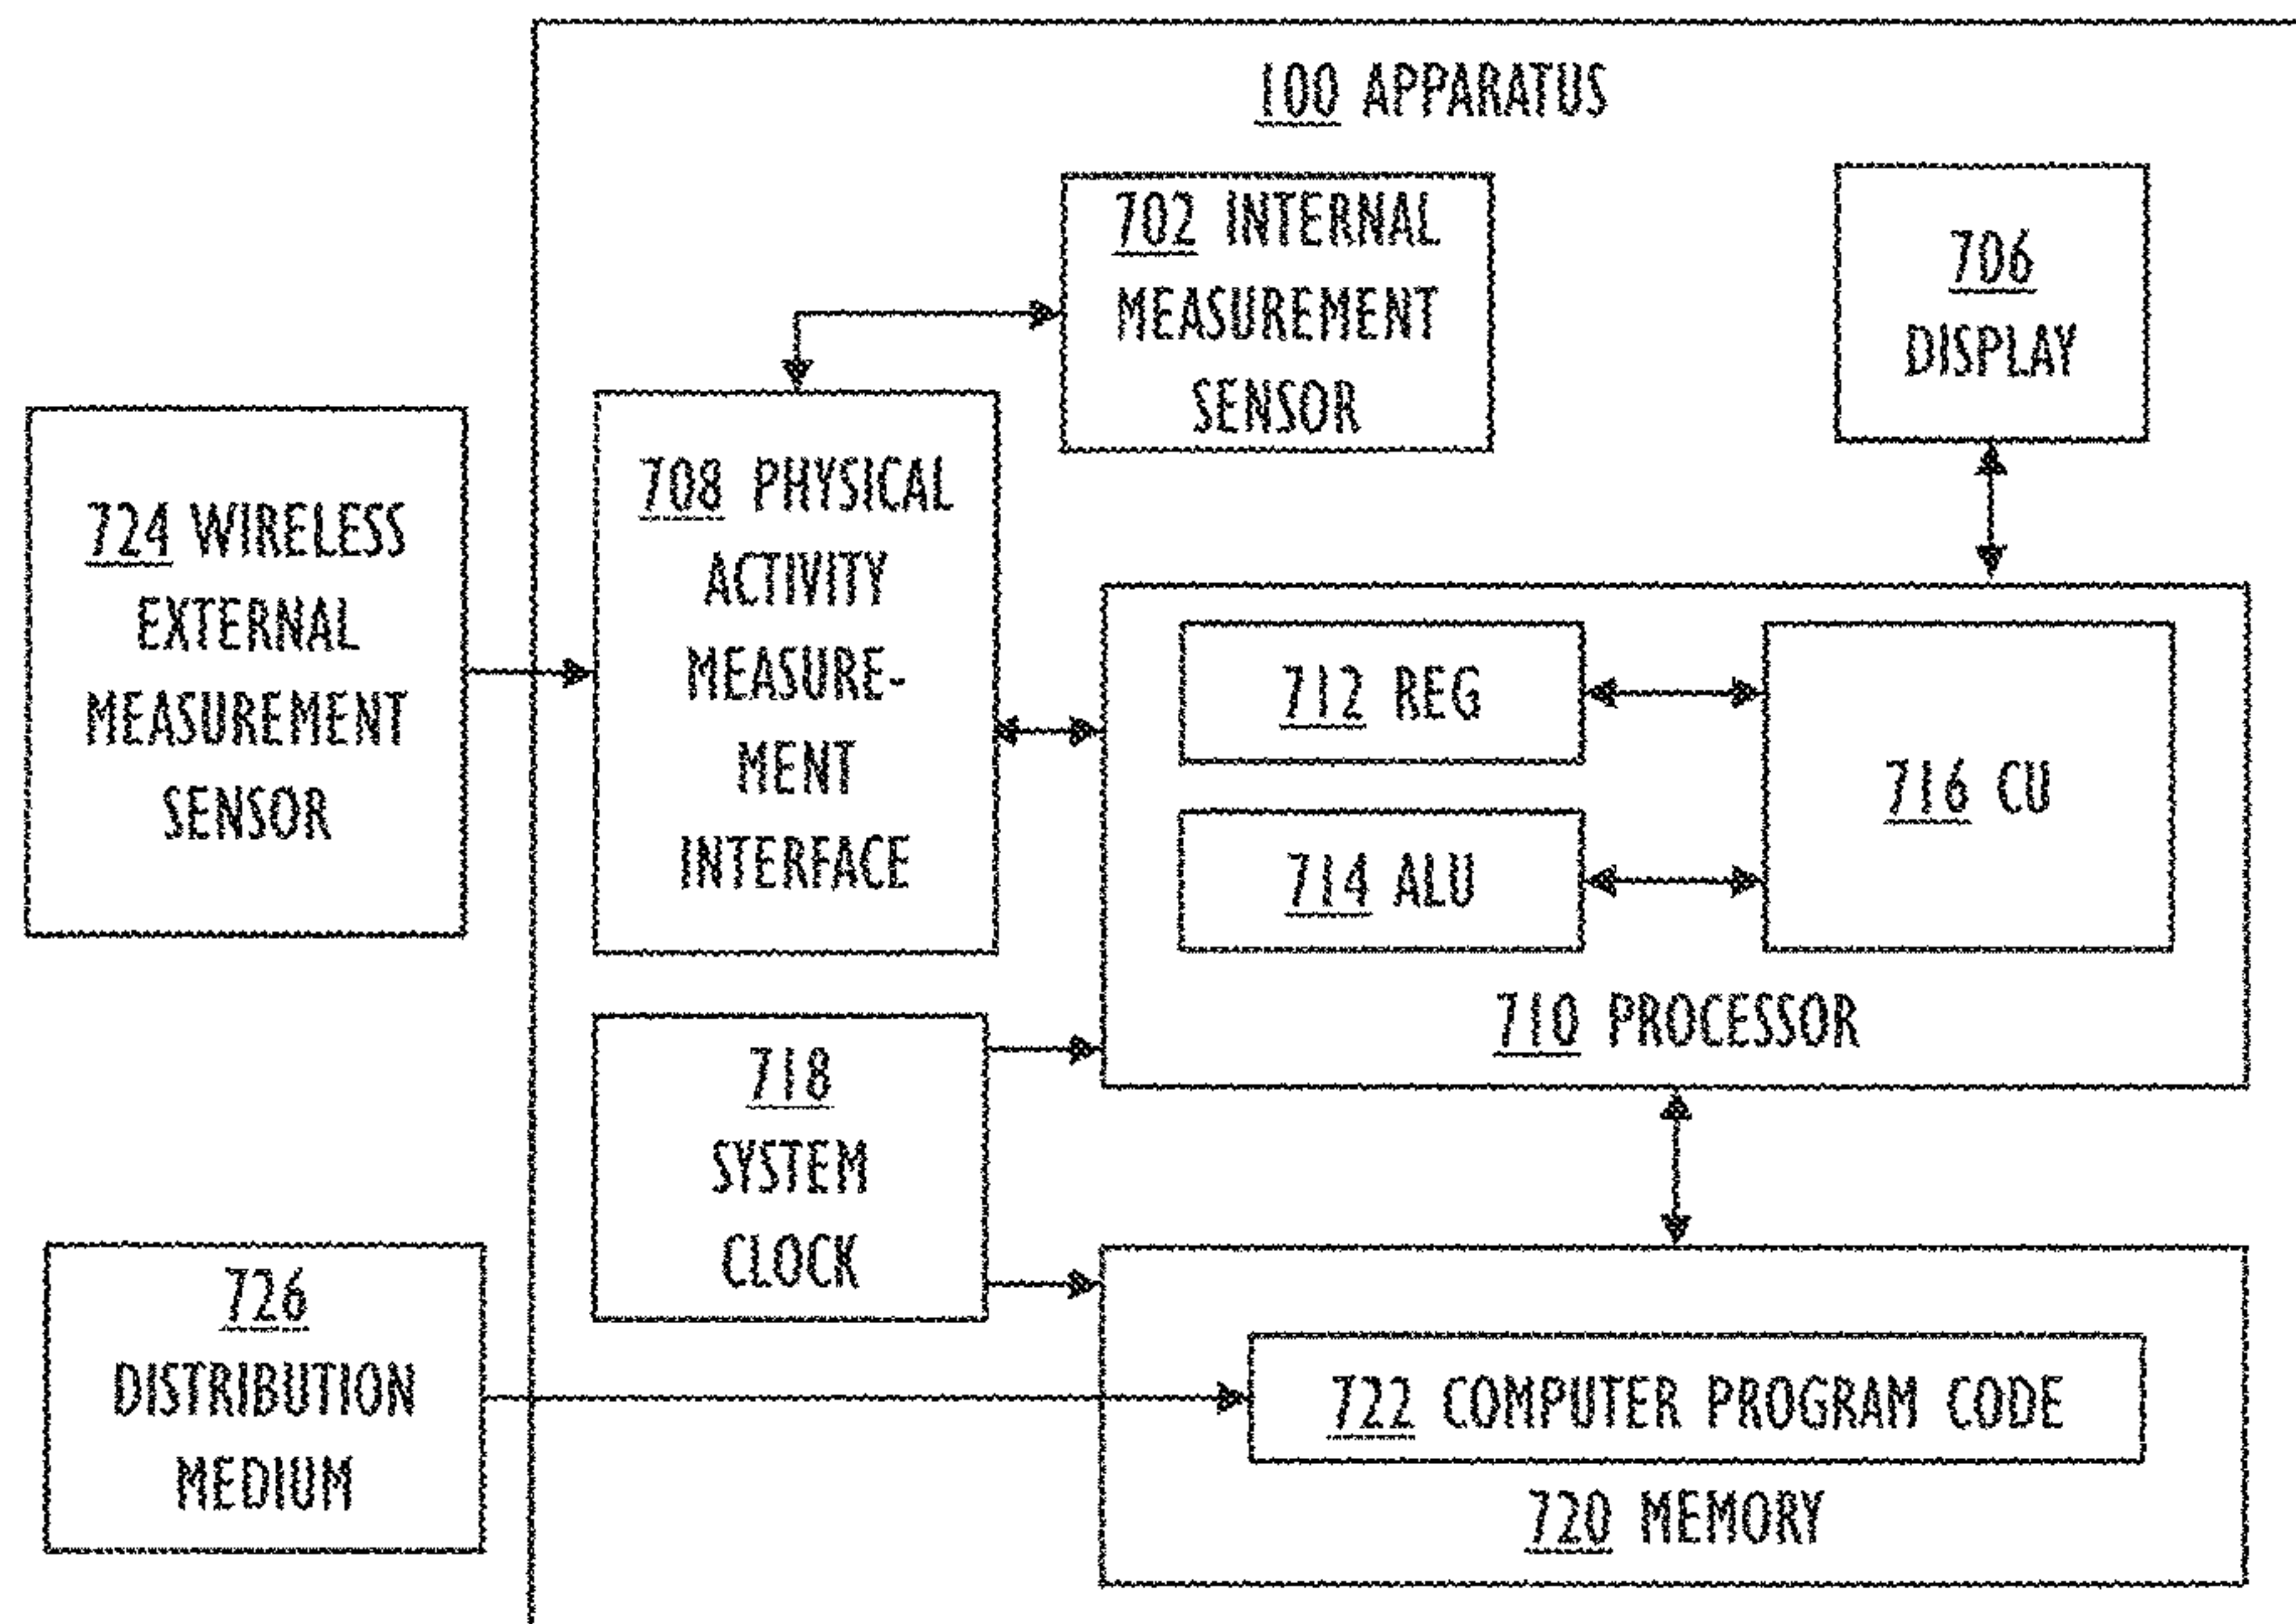 100 APPARATUS
702 INTERNAL
MEASUREMENT
SENSOR
706
DISPLAY
724 WIRELESS
EXTERNAL
MEASUREMENT
SENSOR
708 PHYSICAL
ACTIVITY
MEASURE-
MENT
INTERFACE
712 REG
714 ALU
716 CU
710 PROCESSOR
718
SYSTEM
CLOCK
726
DISTRIBUTION
MEDIUM
722 COMPUTER PROGRAM CODE
720 MEMORY